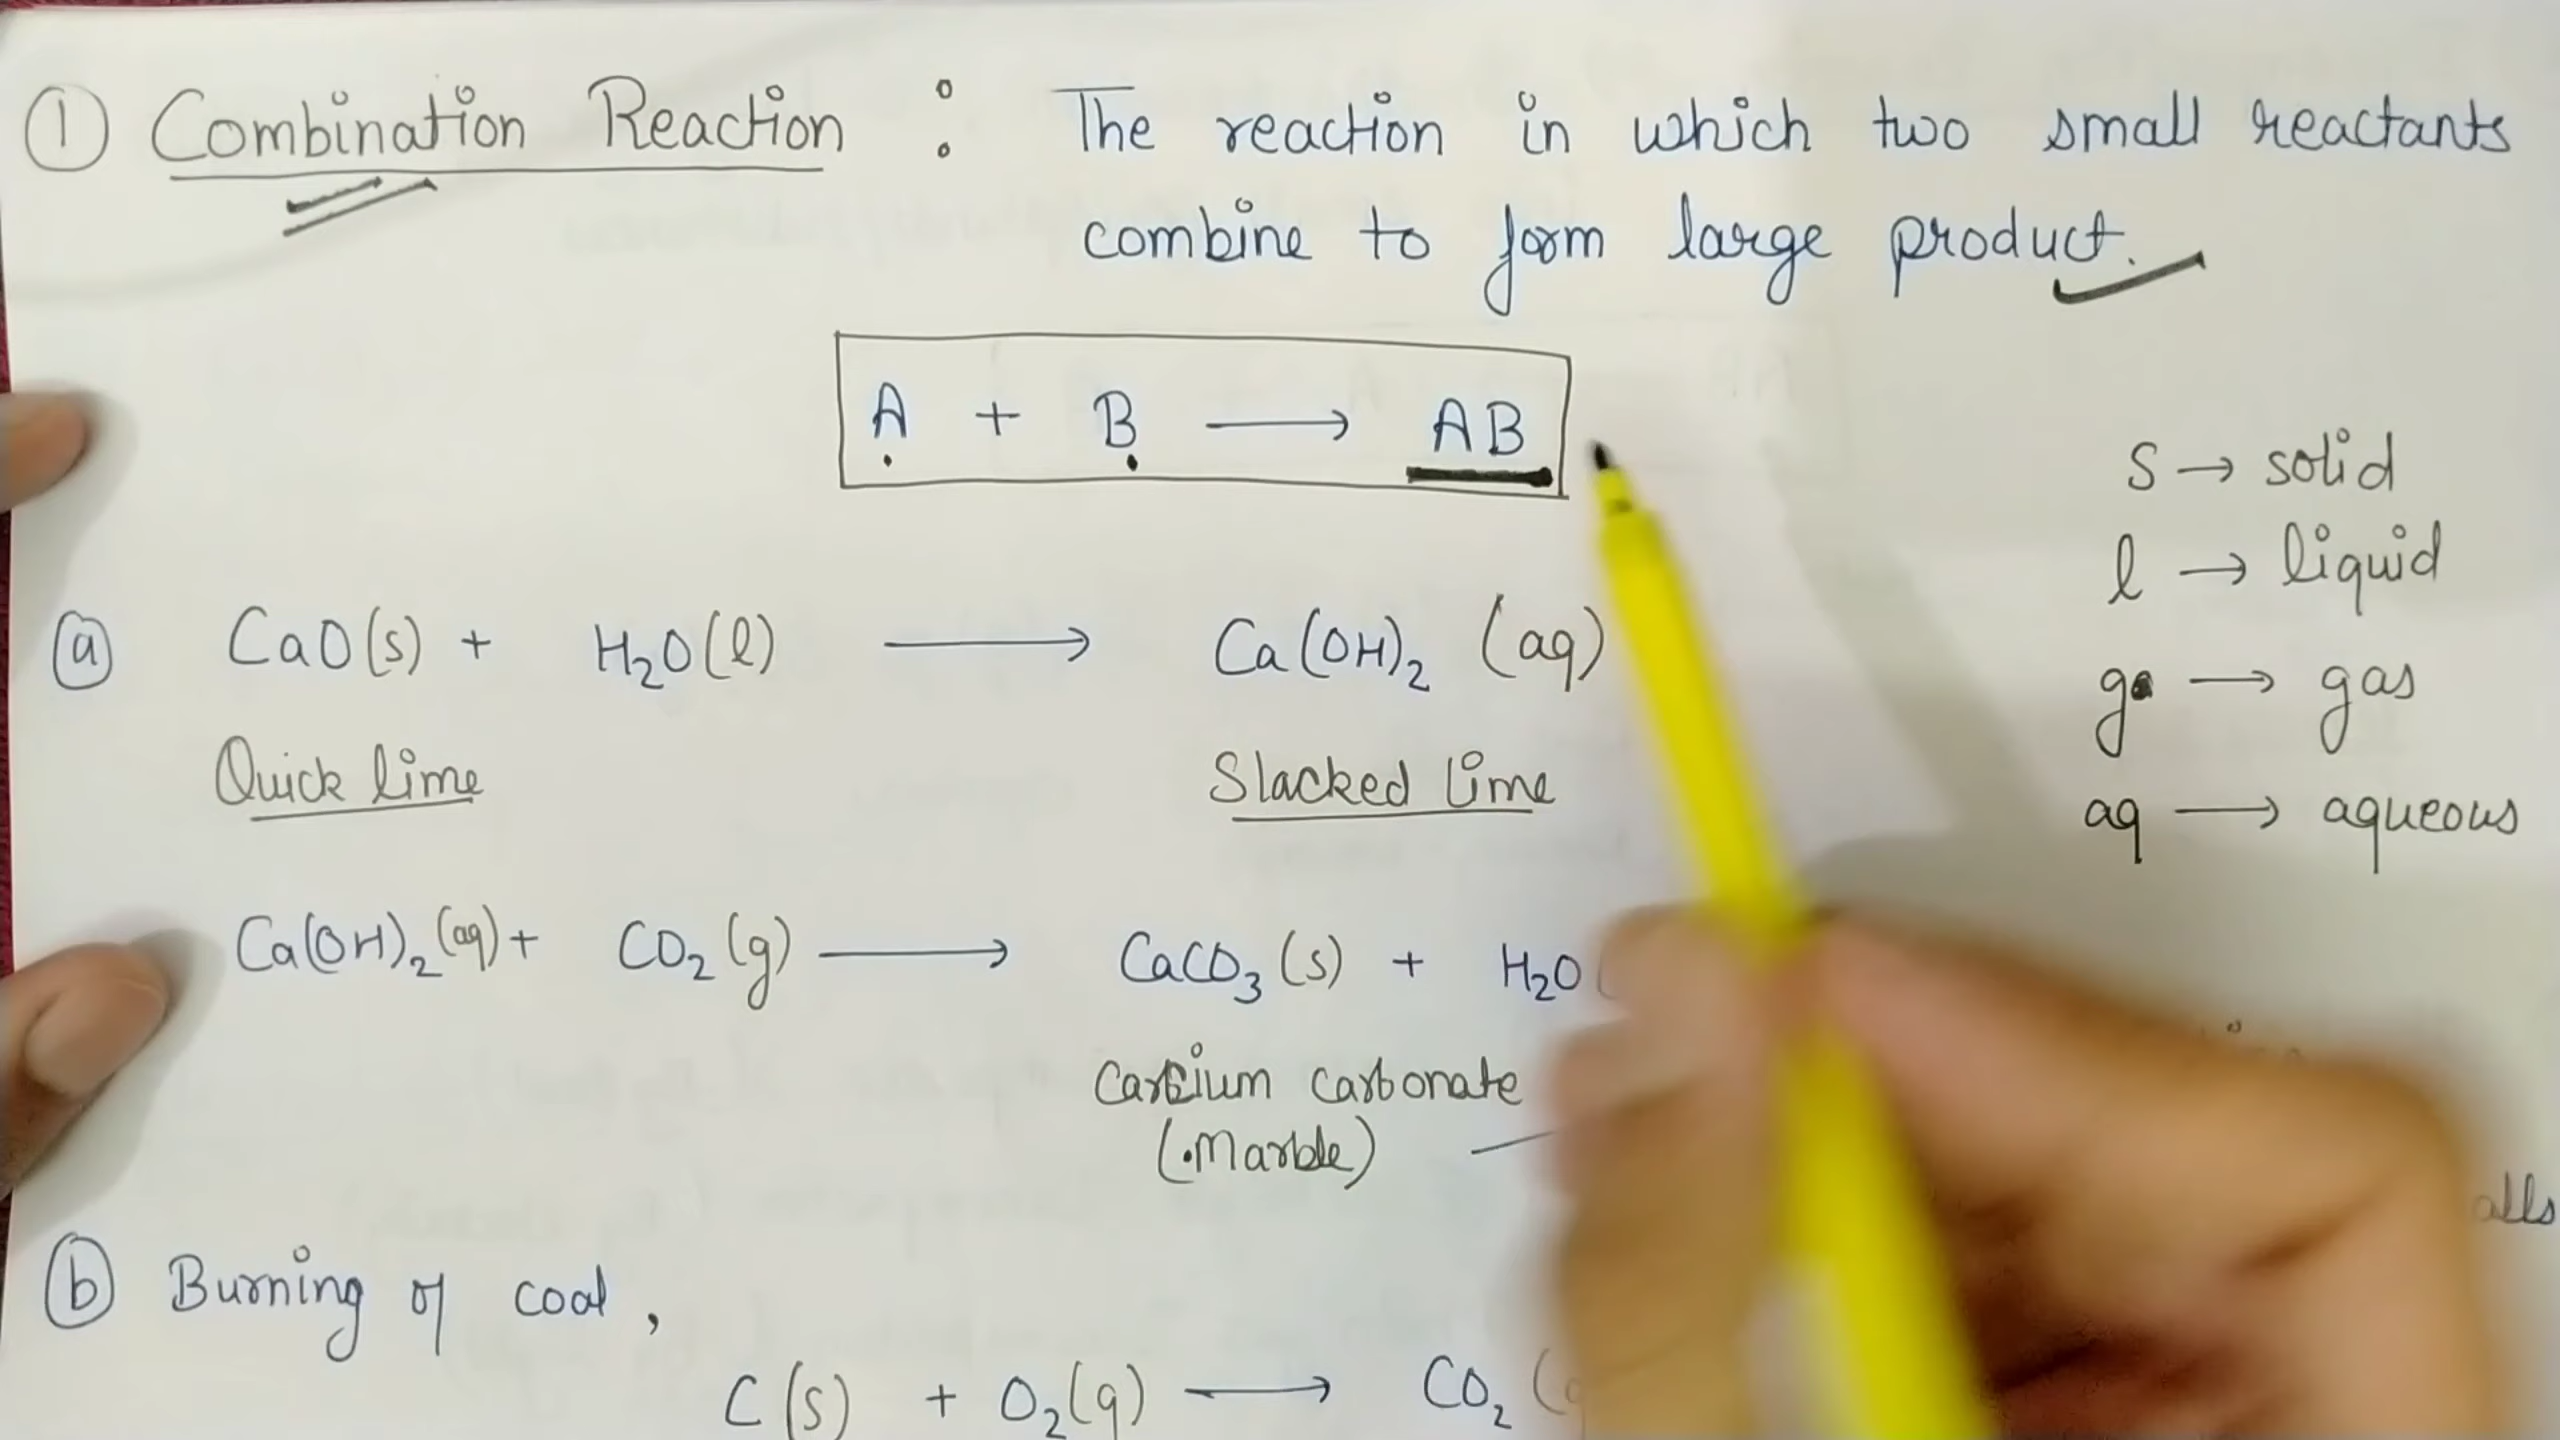 ① Combination Reaction : The reaction in which two small reactants
combine to form large product.
A + B ⟶ AB
s → solid
l → liquid
g → gas
aq → aqueous
ⓐ CaO(s) + H₂O(l) ⟶ Ca(OH)₂ (aq)
Quick lime Slacked lime
Ca(OH)₂(aq) + CO₂(g) ⟶ CaCO₃(s) + H₂O
Carcium carbonate
(Marble)
ⓑ Burning of coal,
C(s) + O₂(g) ⟶ CO₂